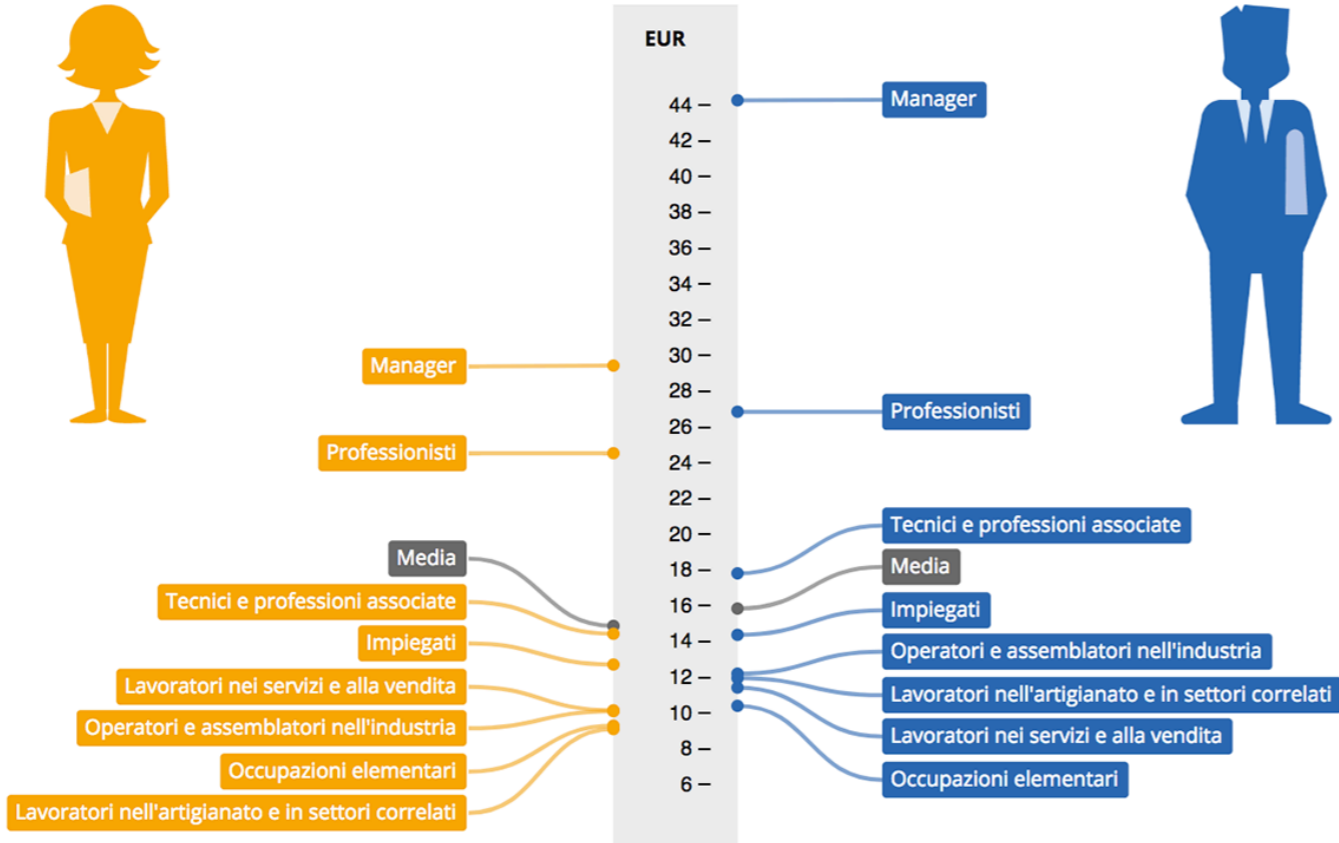 EUR
44 –
42 –
40 –
38 –
36 –
34 –
32 –
30 –
28 –
26 –
24 –
22 –
20 –
18 –
16 –
14 –
12 –
10 –
8 –
6 –
Manager
Professionisti
Media
Tecnici e professioni associate
Impiegati
Lavoratori nei servizi e alla vendita
Operatori e assemblatori nell'industria
Occupazioni elementari
Lavoratori nell'artigianato e in settori correlati
Manager
Professionisti
Tecnici e professioni associate
Media
Impiegati
Operatori e assemblatori nell'industria
Lavoratori nell'artigianato e in settori correlati
Lavoratori nei servizi e alla vendita
Occupazioni elementari